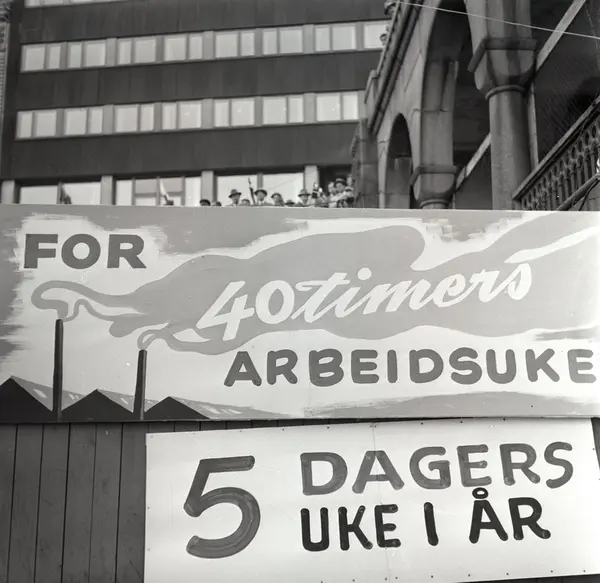 FOR
40timers
ARBEIDSUKE
5 DAGERS
UKE I ÅR